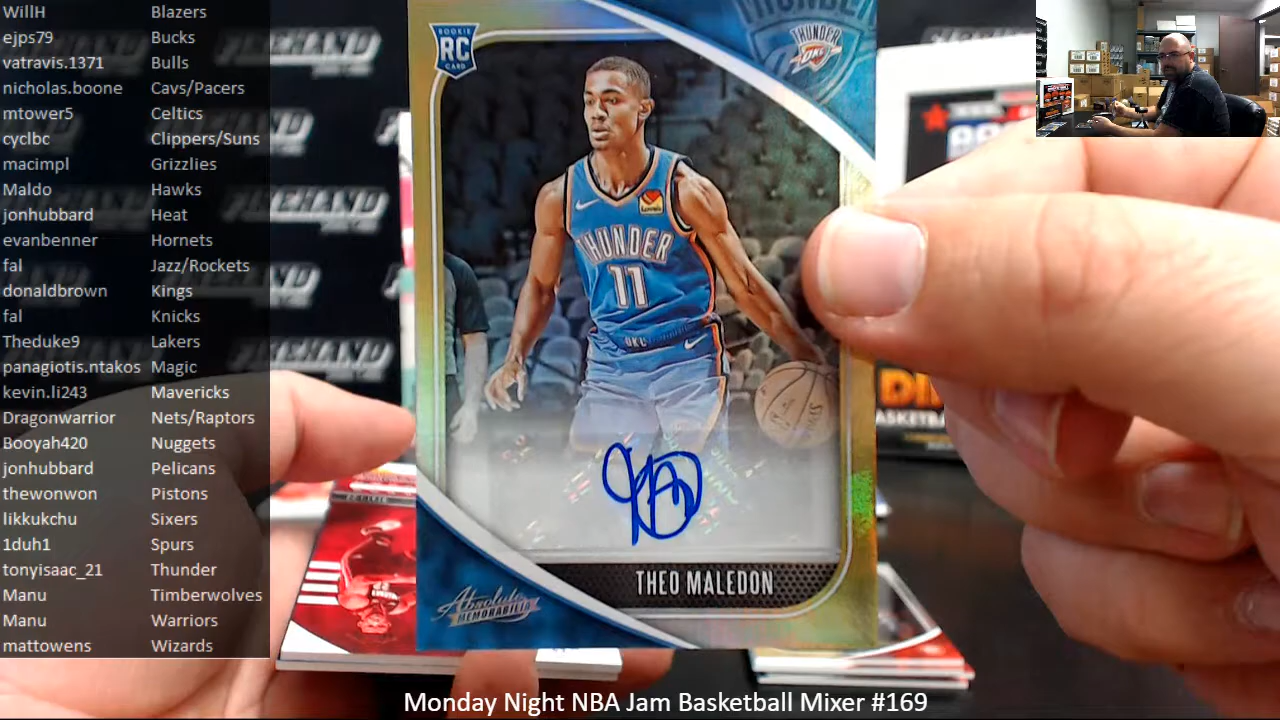 WillH Blazers
ejps79 Bucks
vatravis.1371 Bulls
nicholas.boone Cavs/Pacers
mtower5 Celtics
cyclbc Clippers/Suns
macimpl Grizzlies
Maldo Hawks
jonhubbard Heat
evanbenner Hornets
fal Jazz/Rockets
donaldbrown Kings
fal Knicks
Theduke9 Lakers
panagiotis.ntakos Magic
kevin.li243 Mavericks
Dragonwarrior Nets/Raptors
Booyah420 Nuggets
jonhubbard Pelicans
thewonwon Pistons
likkukchu Sixers
1duh1 Spurs
tonyisaac_21 Thunder
Manu Timberwolves
Manu Warriors
mattowens Wizards
FIREHAND
ROOKIE
RC
CARD
THUNDER
OKC
THUNDER
11
OKC
THEO MALEDON
Absolute
MEMORABILIA
Monday Night NBA Jam Basketball Mixer #169